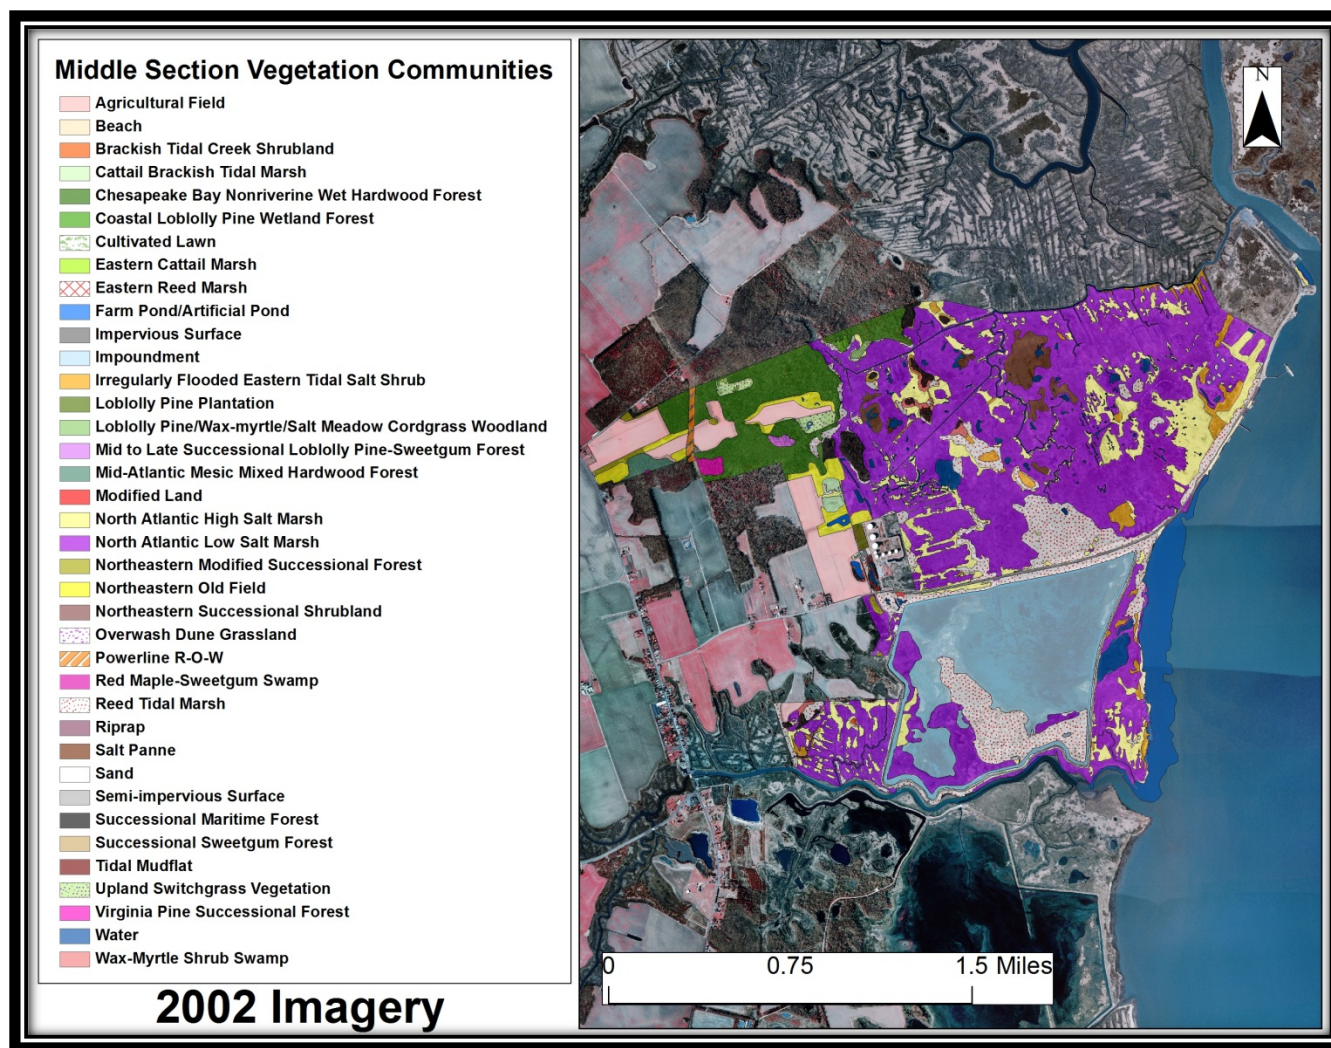 Middle Section Vegetation Communities
Agricultural Field
Beach
Brackish Tidal Creek Shrubland
Cattail Brackish Tidal Marsh
Chesapeake Bay Nonriverine Wet Hardwood Forest
Coastal Loblolly Pine Wetland Forest
Cultivated Lawn
Eastern Cattail Marsh
Eastern Reed Marsh
Farm Pond/Artificial Pond
Impervious Surface
Impoundment
Irregularly Flooded Eastern Tidal Salt Shrub
Loblolly Pine Plantation
Loblolly Pine/Wax-myrtle/Salt Meadow Cordgrass Woodland
Mid to Late Successional Loblolly Pine-Sweetgum Forest
Mid-Atlantic Mesic Mixed Hardwood Forest
Modified Land
North Atlantic High Salt Marsh
North Atlantic Low Salt Marsh
Northeastern Modified Successional Forest
Northeastern Old Field
Northeastern Successional Shrubland
Overwash Dune Grassland
Powerline R-O-W
Red Maple-Sweetgum Swamp
Reed Tidal Marsh
Riprap
Salt Panne
Sand
Semi-impervious Surface
Successional Maritime Forest
Successional Sweetgum Forest
Tidal Mudflat
Upland Switchgrass Vegetation
Virginia Pine Successional Forest
Water
Wax-Myrtle Shrub Swamp
2002 Imagery
N
0 0.75 1.5 Miles